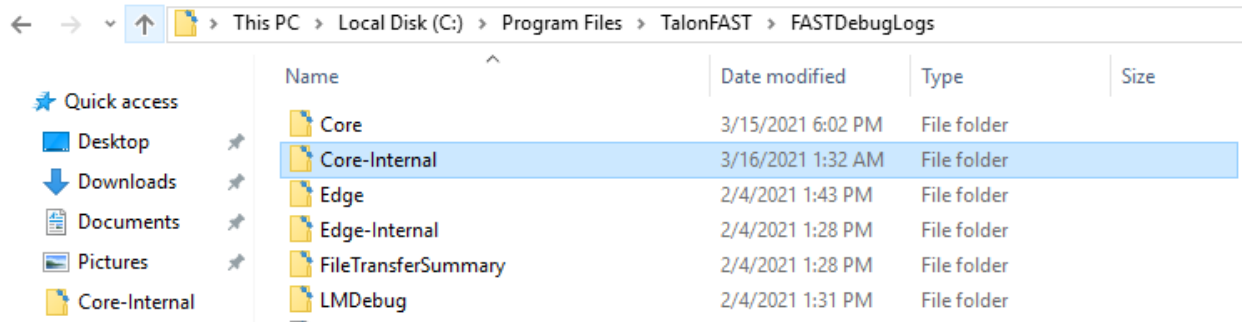 This PC > Local Disk (C:) > Program Files > TalonFAST > FASTDebugLogs
Name Date modified Type Size
Quick access
Desktop
Downloads
Documents
Pictures
Core-Internal
Core 3/15/2021 6:02 PM File folder
Core-Internal 3/16/2021 1:32 AM File folder
Edge 2/4/2021 1:43 PM File folder
Edge-Internal 2/4/2021 1:28 PM File folder
FileTransferSummary 2/4/2021 1:28 PM File folder
LMDebug 2/4/2021 1:31 PM File folder